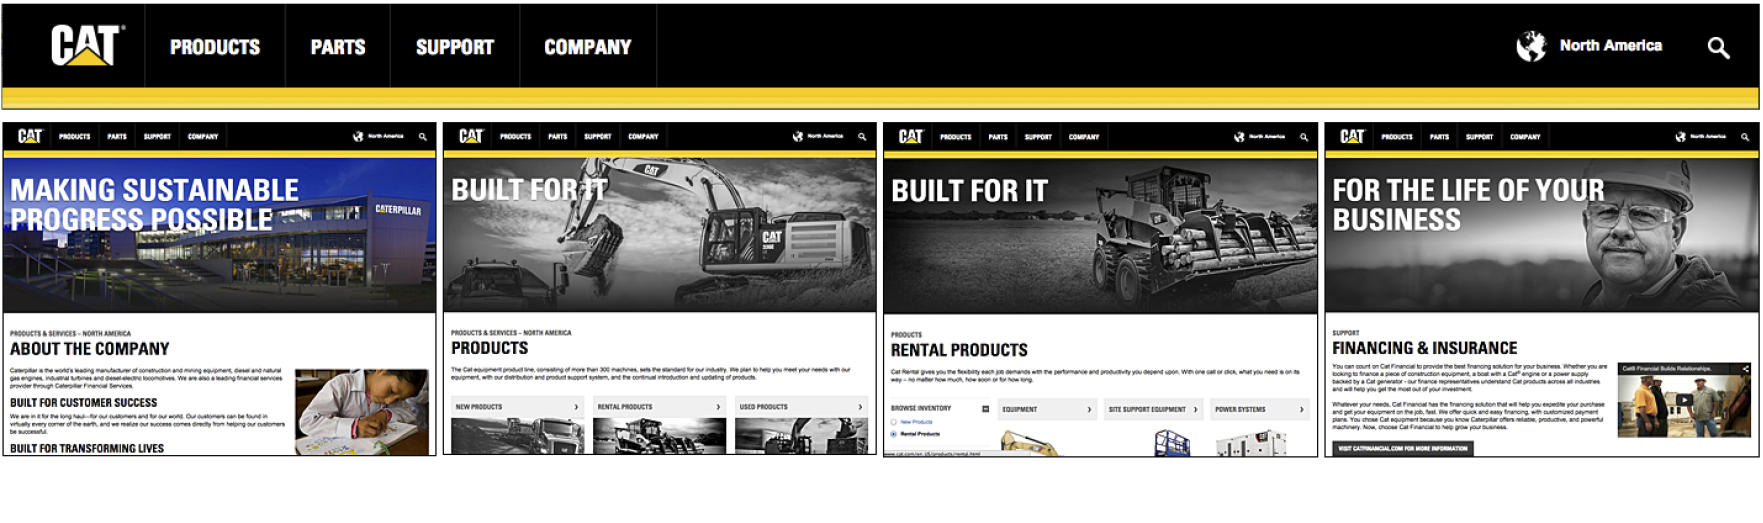 CAT
PRODUCTS
PARTS
SUPPORT
COMPANY
North America
CAT
PRODUCTS
PARTS
SUPPORT
COMPANY
North America
MAKING SUSTAINABLE
PROGRESS POSSIBLE
CATERPILLAR
PRODUCTS & SERVICES – NORTH AMERICA
ABOUT THE COMPANY
Caterpillar is the world's leading manufacturer of construction and mining equipment, diesel and natural
gas engines, industrial turbines and diesel-electric locomotives. We are also a leading financial services
provider through Caterpillar Financial Services.
BUILT FOR CUSTOMER SUCCESS
We are in it for the long haul—for our customers and for our world. Our customers can be found in
virtually every corner of the earth, and we realize our success comes directly from helping our customers
be successful.
BUILT FOR TRANSFORMING LIVES
CAT
PRODUCTS
PARTS
SUPPORT
COMPANY
North America
BUILT FOR IT
CAT
CAT
PRODUCTS & SERVICES – NORTH AMERICA
PRODUCTS
The Cat equipment product line, consisting of more than 300 machines, sets the standard for our industry. We plan to help you meet your needs with our
equipment, with our distribution and product support system, and the continual introduction and updating of products.
NEW PRODUCTS
RENTAL PRODUCTS
USED PRODUCTS
CAT
PRODUCTS
PARTS
SUPPORT
COMPANY
North America
BUILT FOR IT
PRODUCTS
RENTAL PRODUCTS
Cat Rental gives you the flexibility each job demands with the performance and productivity you depend upon. With one call or click, what you need is on its
way – no matter how much, how soon or for how long.
BROWSE INVENTORY
New Products
Rental Products
EQUIPMENT
SITE SUPPORT EQUIPMENT
POWER SYSTEMS
www.cat.com/en_US/products/rental.html
CAT
PRODUCTS
PARTS
SUPPORT
COMPANY
North America
FOR THE LIFE OF YOUR
BUSINESS
SUPPORT
FINANCING & INSURANCE
You can count on Cat Financial to provide the best financing solution for your business. Whether you are
looking to finance a piece of construction equipment, a boat with a Cat® engine or a power supply
backed by a Cat generator - our finance representatives understand Cat products across all industries
and will help you get the most out of your investment.
Whatever your needs, Cat Financial has the financing solution that will help you expedite your purchase
and get your equipment on the job, fast. We offer quick and easy financing, with customized payment
plans. You chose Cat equipment because you know Caterpillar offers reliable, productive, and powerful
machinery. Now, choose Cat Financial to help grow your business.
VISIT CATFINANCIAL.COM FOR MORE INFORMATION
Cat® Financial Builds Relationships.